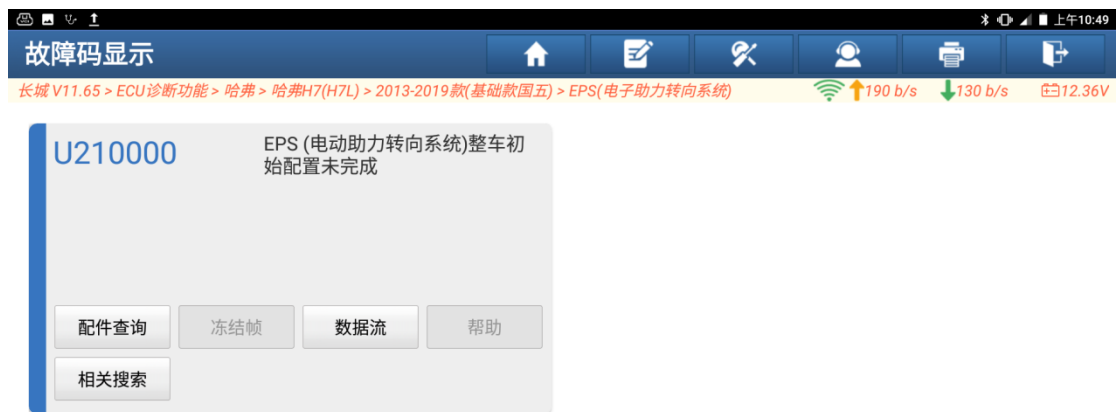 上午10:49
故障码显示
长城 V11.65 > ECU诊断功能 > 哈弗 > 哈弗H7(H7L) > 2013-2019款(基础款国五) > EPS(电子助力转向系统) 190 b/s 130 b/s 12.36V
U210000 EPS (电动助力转向系统)整车初
始配置未完成
配件查询 冻结帧 数据流 帮助
相关搜索